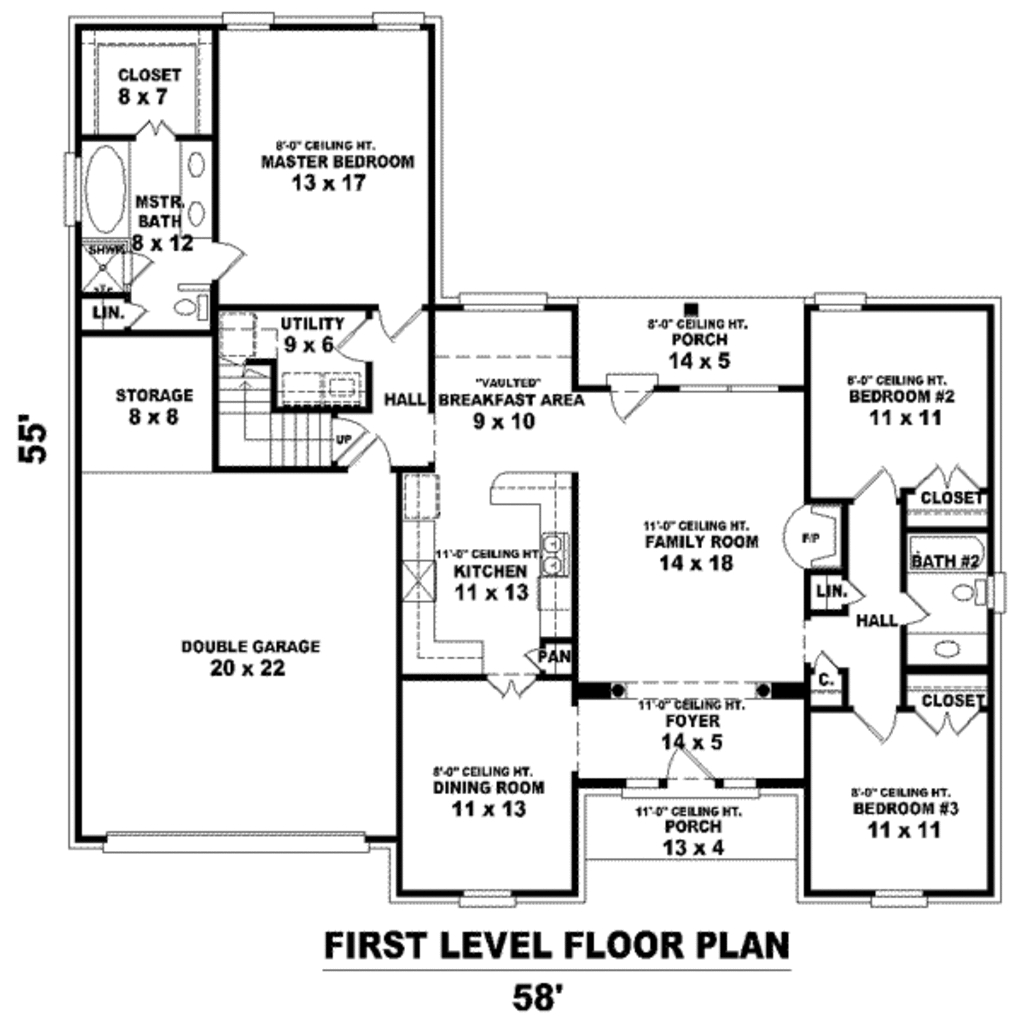 CLOSET
8 x 7
8'-0" CEILING HT.
MASTER BEDROOM
13 x 17
MSTR.
BATH
8 x 12
SHWR.
LIN.
UTILITY
9 x 6
8'-0" CEILING HT.
PORCH
14 x 5
STORAGE
8 x 8
HALL
"VAULTED"
BREAKFAST AREA
9 x 10
8'-0" CEILING HT.
BEDROOM #2
11 x 11
UP
55'
CLOSET
11'-0" CEILING HT.
FAMILY ROOM
14 x 18
F/P
11'-0" CEILING HT.
KITCHEN
11 x 13
BATH #2
LIN.
HALL
DOUBLE GARAGE
20 x 22
PAN
C.
CLOSET
11'-0" CEILING HT.
FOYER
14 x 5
8'-0" CEILING HT.
DINING ROOM
11 x 13
8'-0" CEILING HT.
BEDROOM #3
11 x 11
11'-0" CEILING HT.
PORCH
13 x 4
FIRST LEVEL FLOOR PLAN
58'